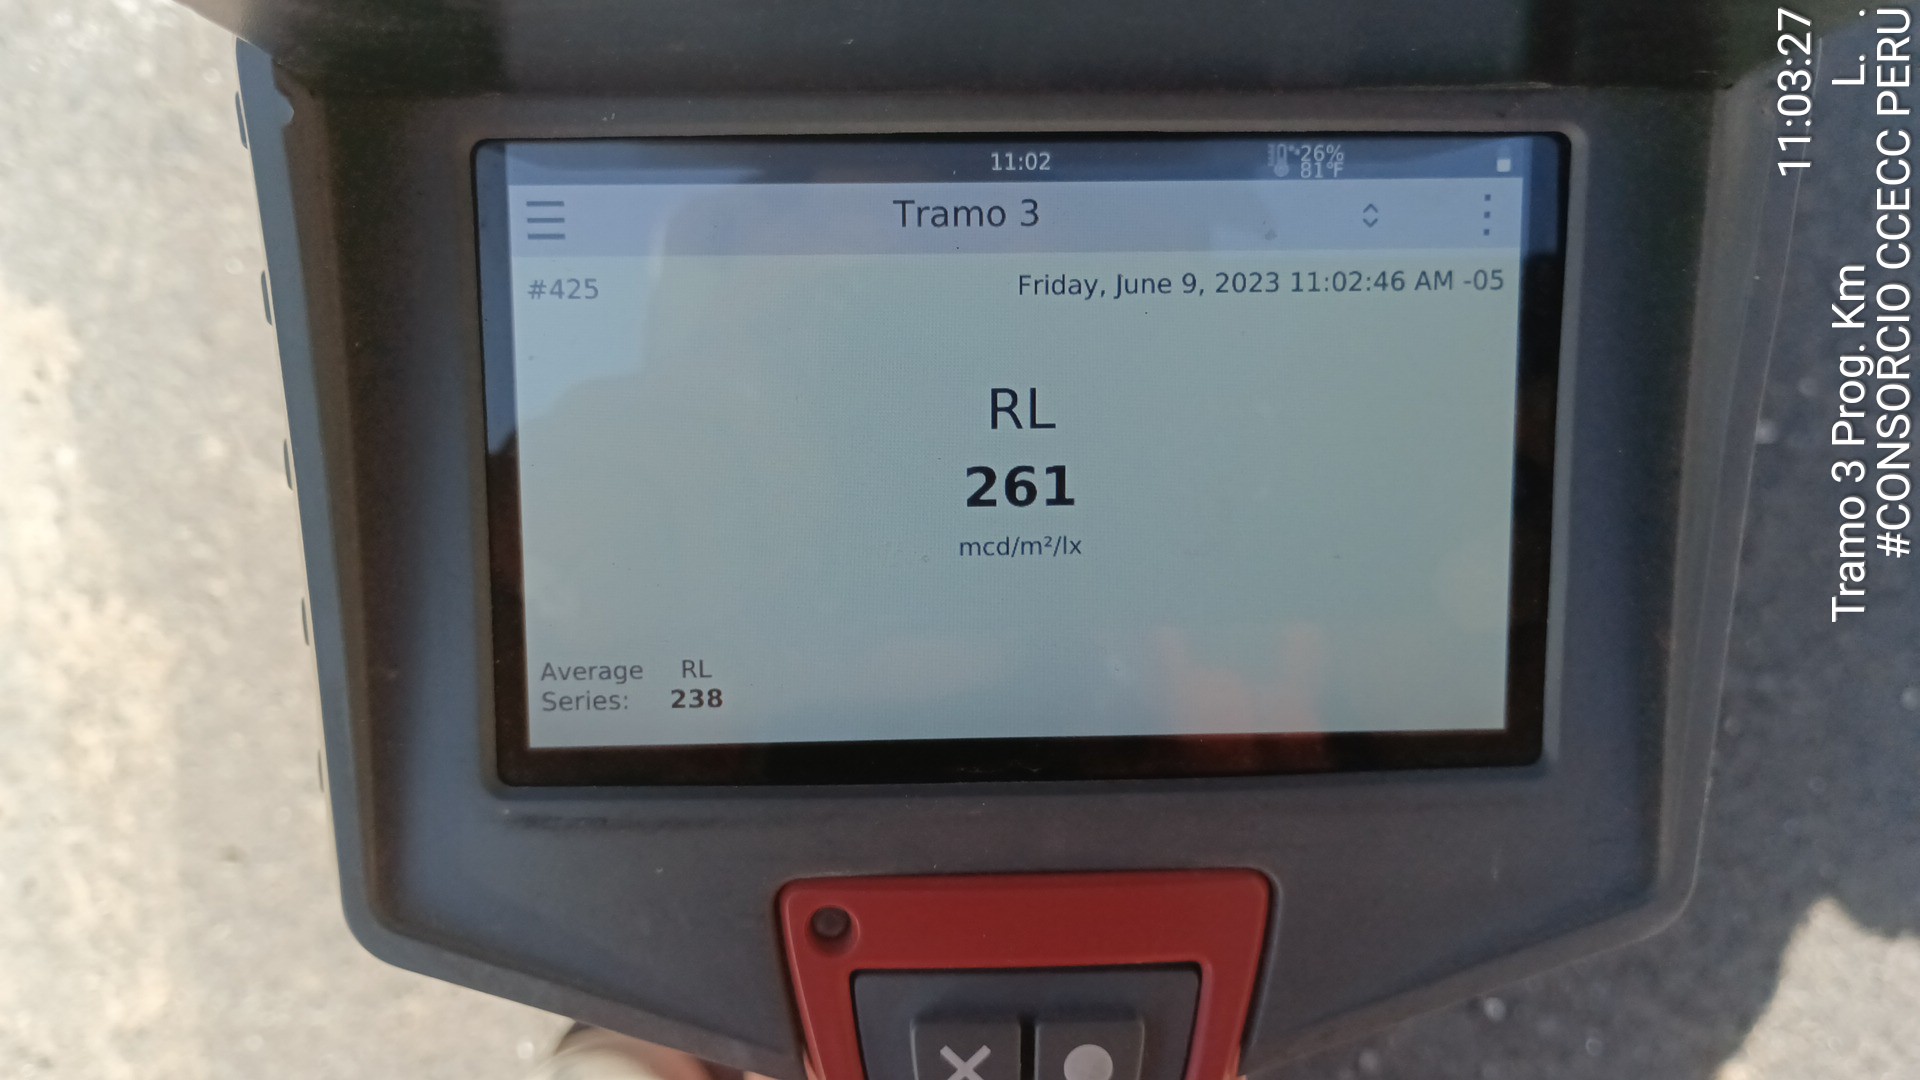 11:02
26%
81°F
Tramo 3
#425
Friday, June 9, 2023 11:02:46 AM -05
RL
261
mcd/m²/lx
RL
Average
Series: 238
11:03:27
Tramo 3 Prog. Km L. .
#CONSORCIO CCECC PERU